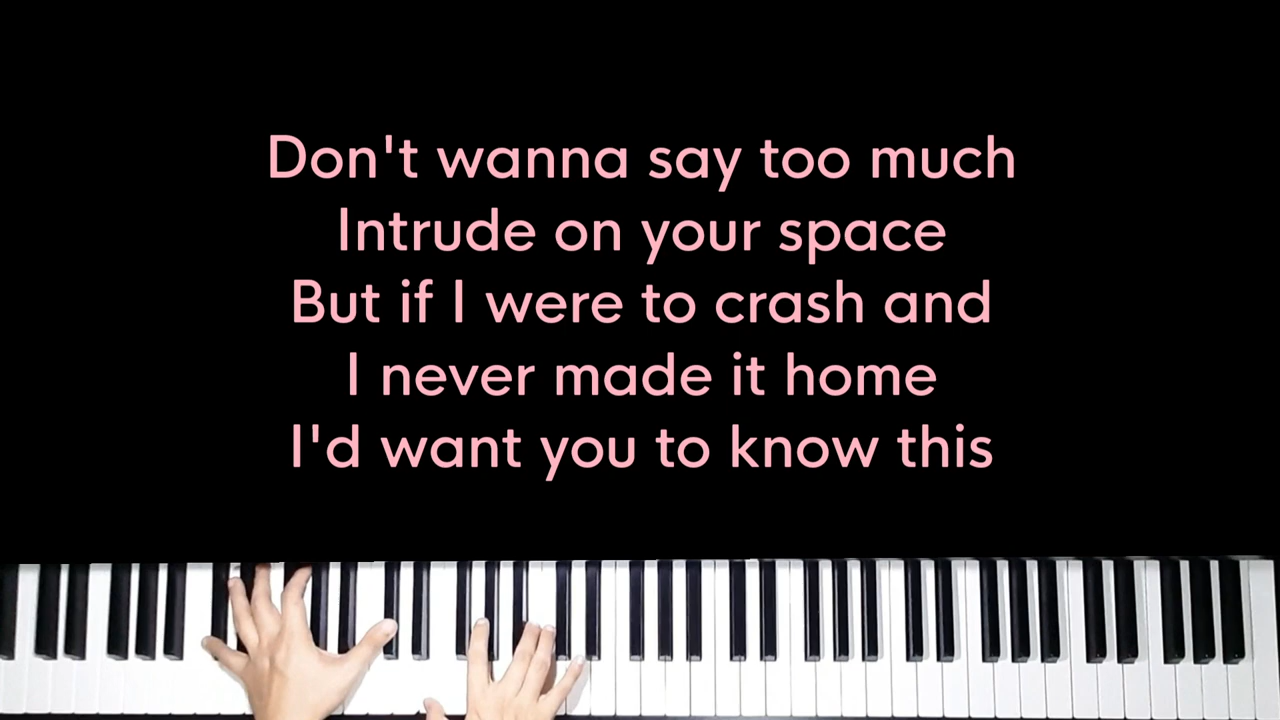 Don't wanna say too much
Intrude on your space
But if I were to crash and
I never made it home
I'd want you to know this